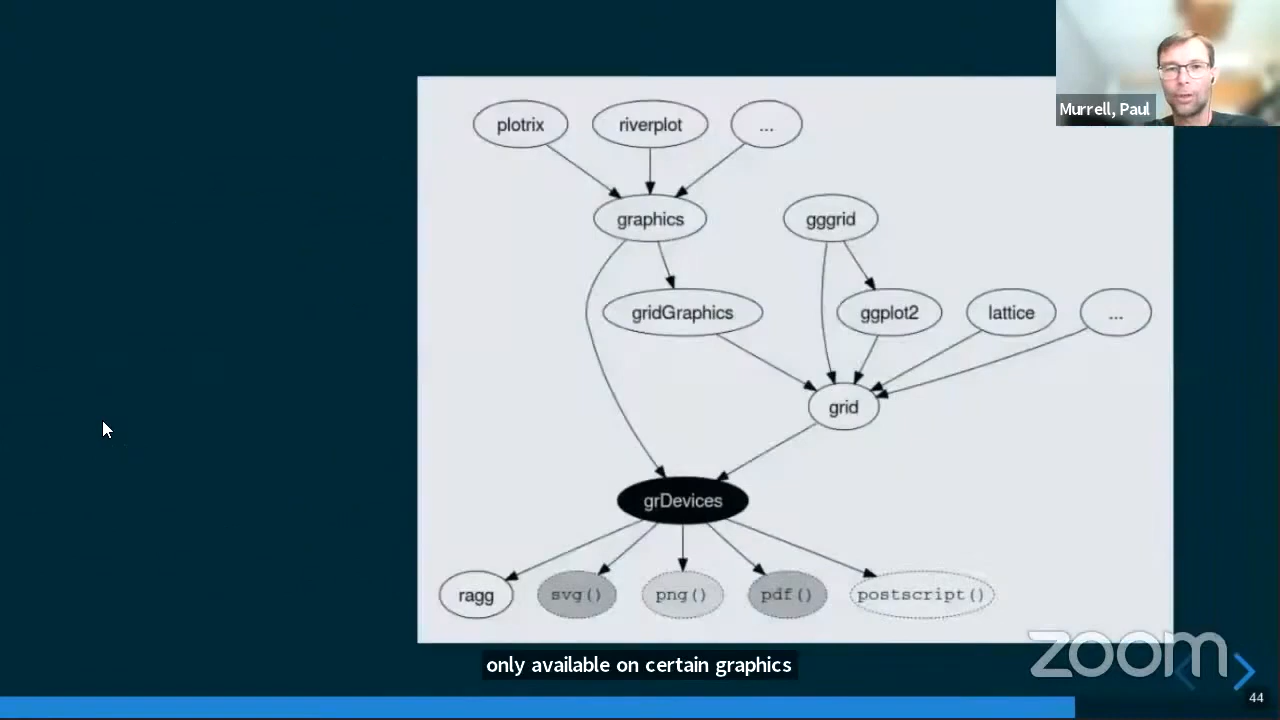 Murrell, Paul
plotrix
riverplot
...
graphics
gggrid
gridGraphics
ggplot2
lattice
...
grid
grDevices
ragg
svg()
png()
pdf()
postscript()
only available on certain graphics
zoom
44